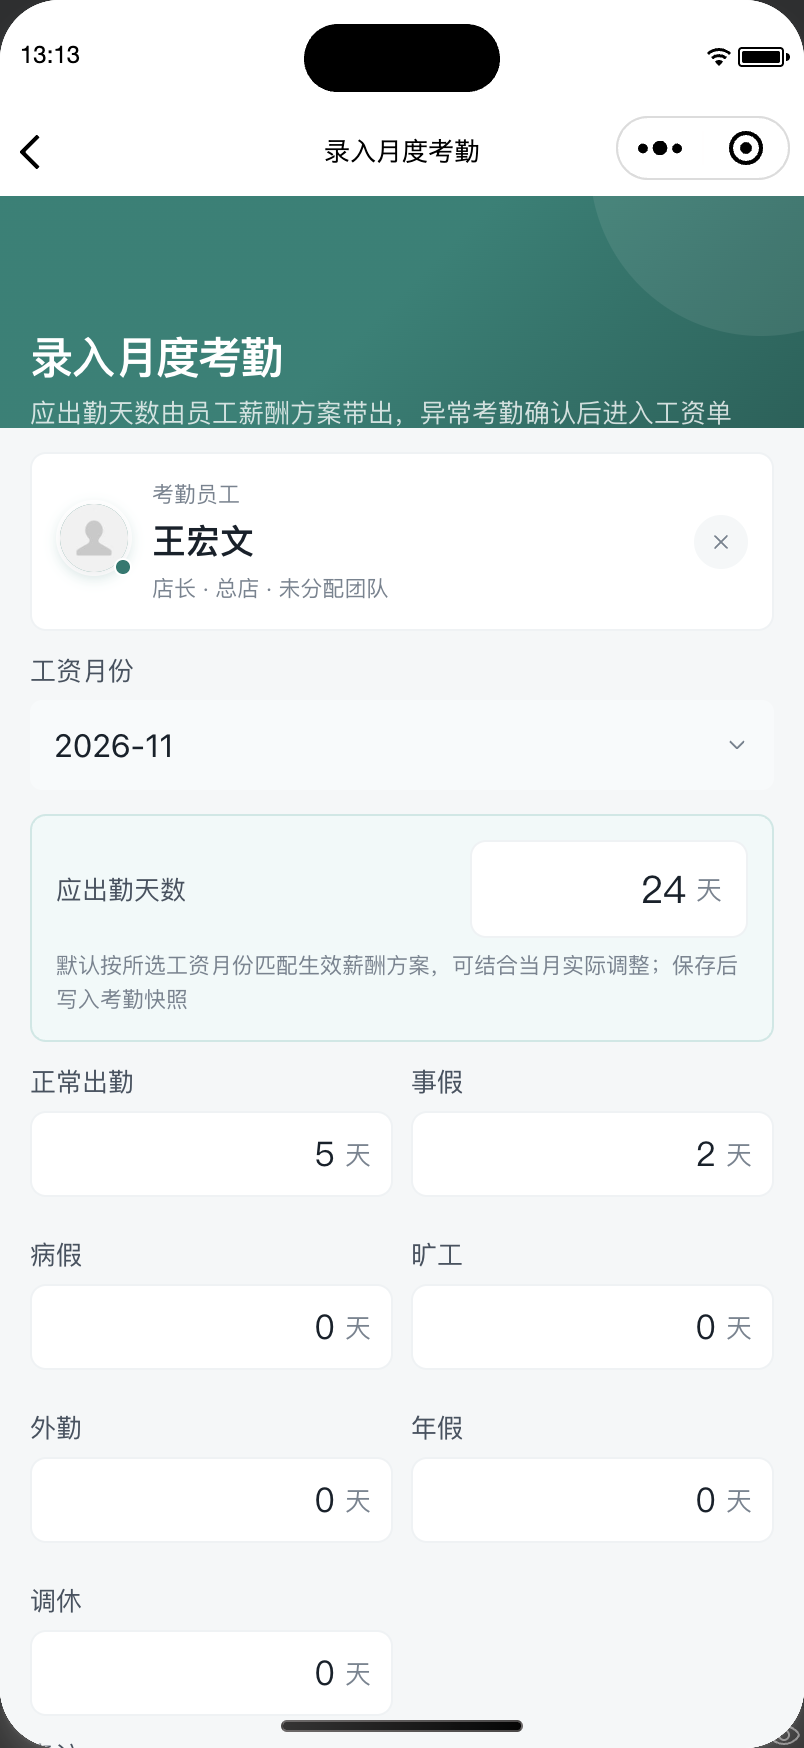 13:13
录入月度考勤
录入月度考勤
应出勤天数由员工薪酬方案带出，异常考勤确认后进入工资单
考勤员工
王宏文
店长 · 总店 · 未分配团队
工资月份
2026-11
应出勤天数
24 天
默认按所选工资月份匹配生效薪酬方案，可结合当月实际调整；保存后
写入考勤快照
正常出勤
事假
5 天
2 天
病假
旷工
0 天
0 天
外勤
年假
0 天
0 天
调休
0 天